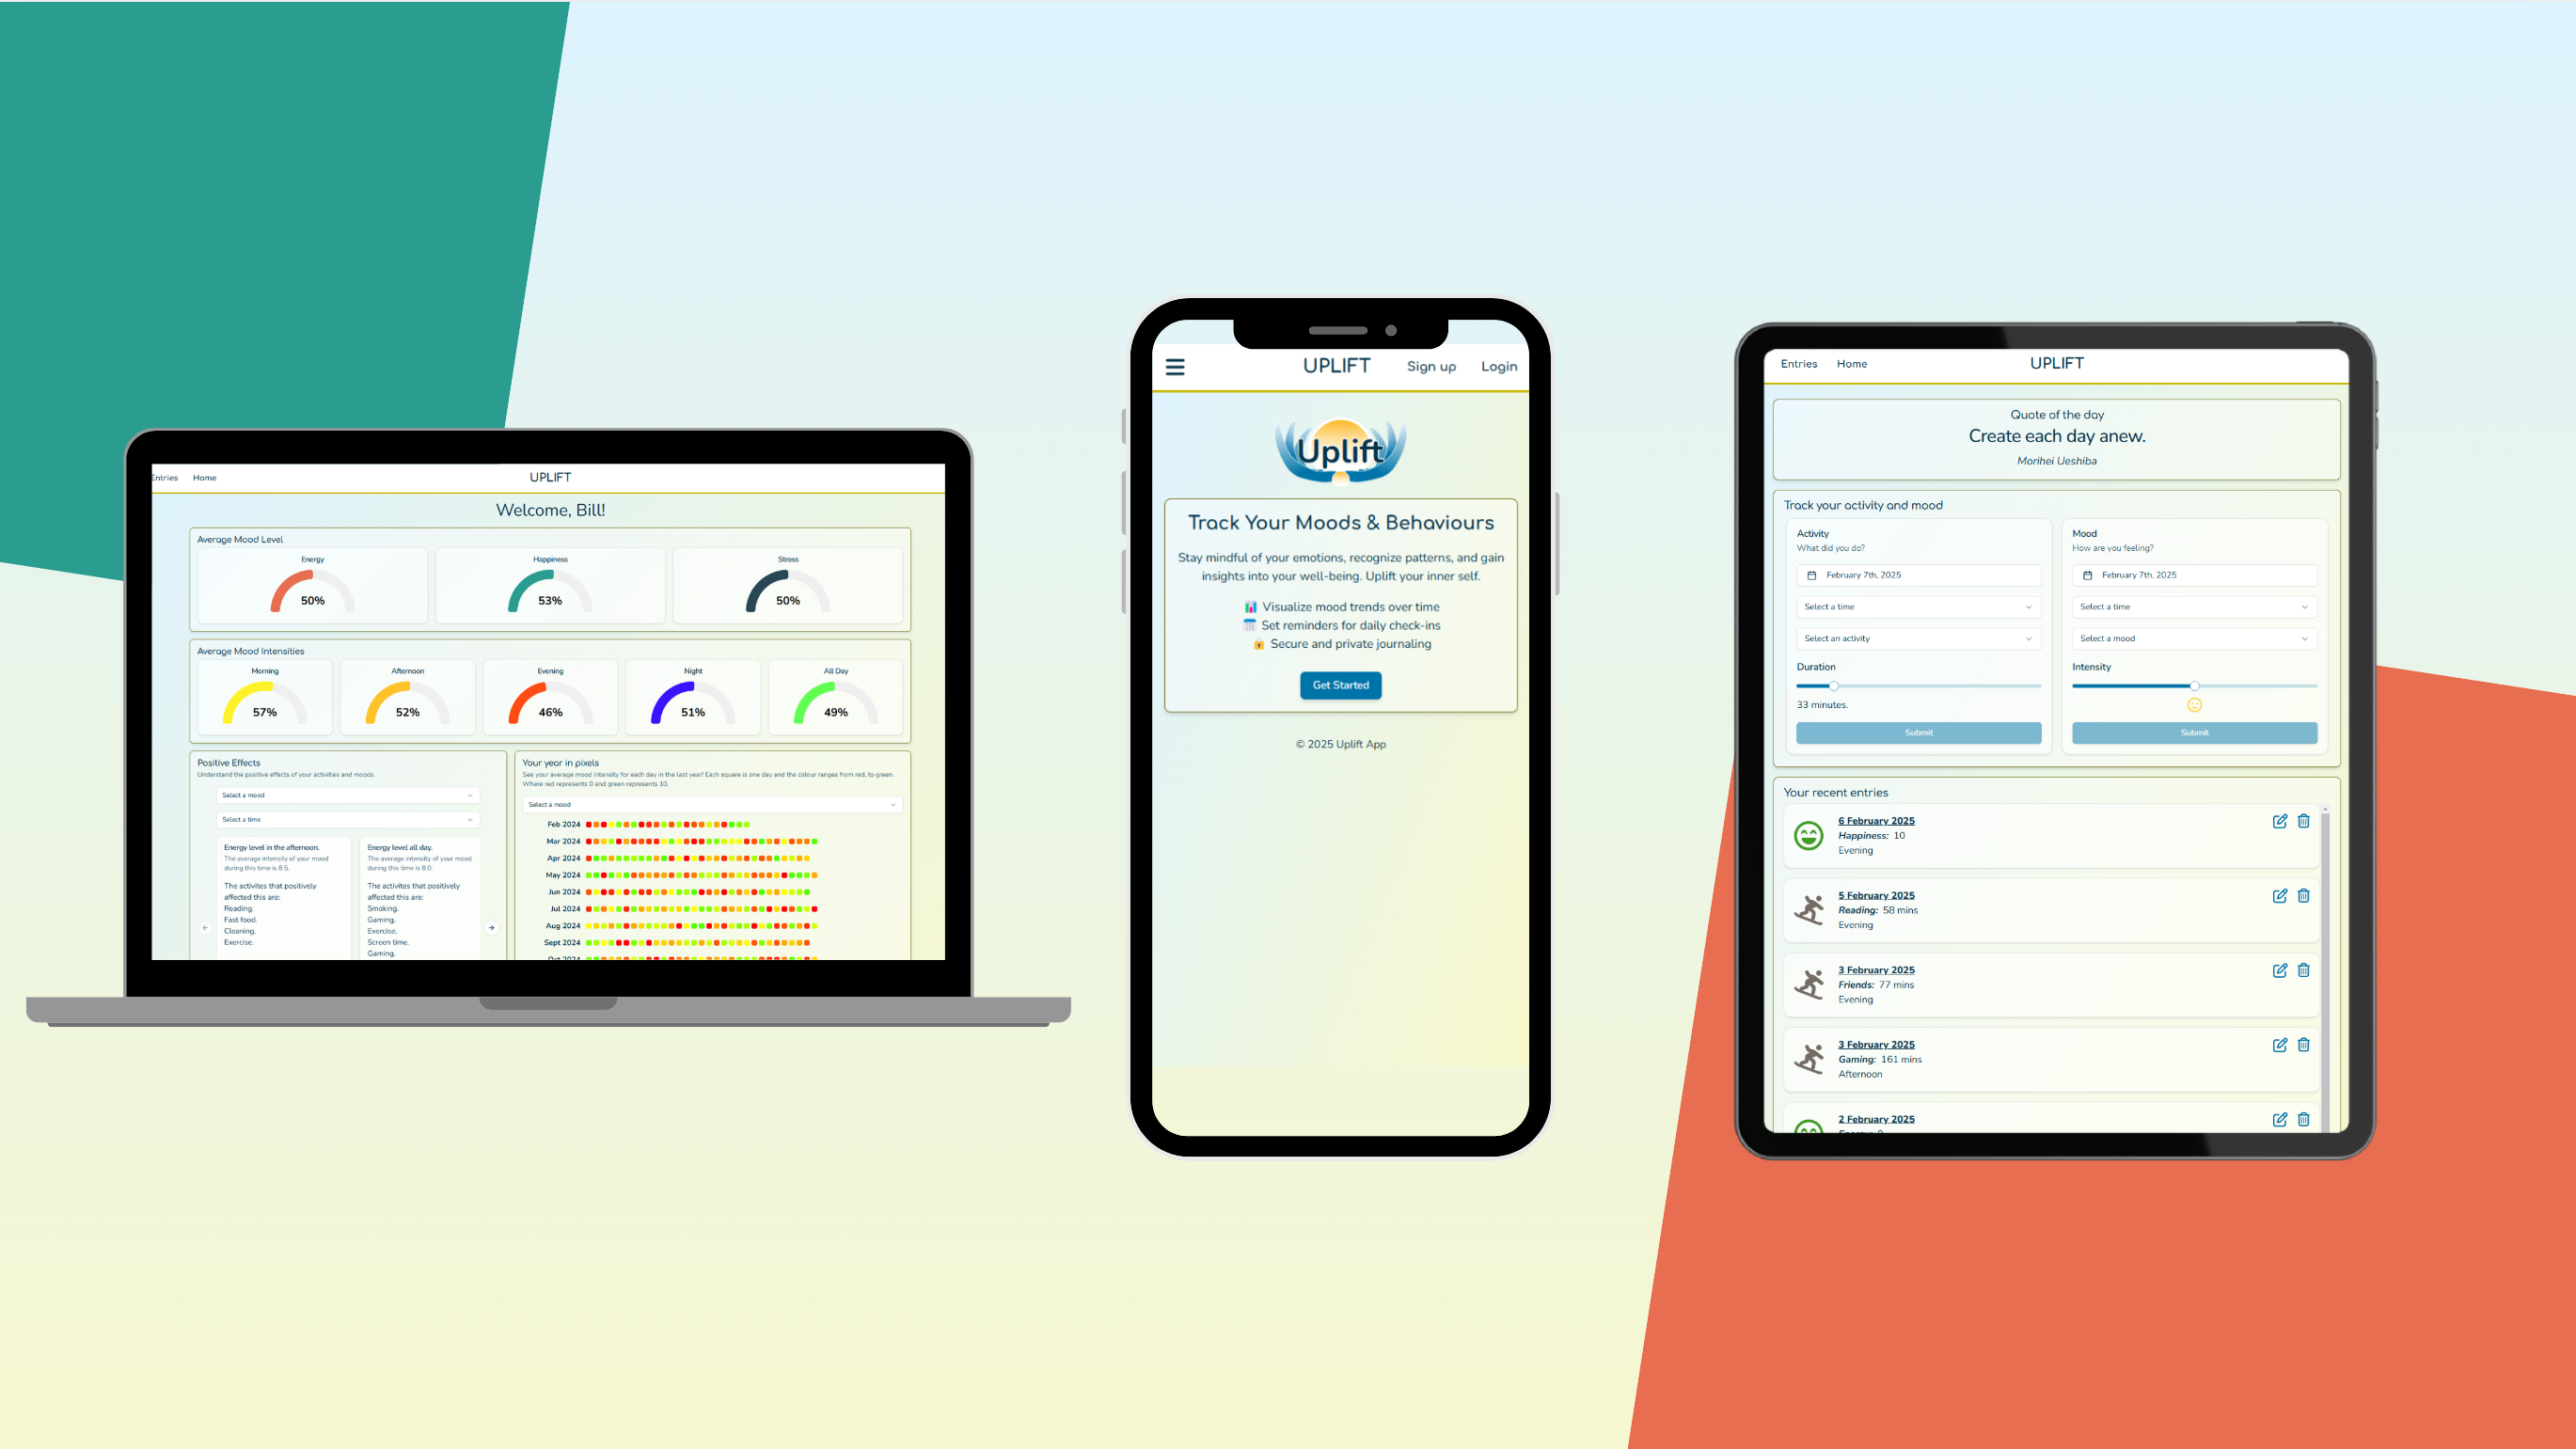 Entries Home UPLIFT
Welcome, Bill!
Average Mood Level
Energy
50%
Happiness
53%
Stress
50%
Average Mood Intensities
Morning
57%
Afternoon
52%
Evening
46%
Night
51%
All Day
49%
Positive Effects
Understand the positive effects of your activities and moods.
Select a mood
Select a time
Energy level in the afternoon.
The average intensity of your mood
during this time is 8.5.
The activites that positively
affected this are:
Reading.
Fast food.
Cleaning.
Exercise.
Energy level all day.
The average intensity of your mood
during this time is 8.0.
The activites that positively
affected this are:
Smoking.
Gaming.
Exercise.
Screen time.
Gaming.
Your year in pixels
See your average mood intensity for each day in the last year! Each square is one day and the colour ranges from red, to green.
Where red represents 0 and green represents 10.
Select a mood
Feb 2024
Mar 2024
Apr 2024
May 2024
Jun 2024
Jul 2024
Aug 2024
Sept 2024
Oct 2024
UPLIFT Sign up Login
Uplift
Track Your Moods & Behaviours
Stay mindful of your emotions, recognize patterns, and gain
insights into your well-being. Uplift your inner self.
Visualize mood trends over time
Set reminders for daily check-ins
Secure and private journaling
Get Started
© 2025 Uplift App
Entries Home UPLIFT
Quote of the day
Create each day anew.
Morihei Ueshiba
Track your activity and mood
Activity
What did you do?
February 7th, 2025
Select a time
Select an activity
Duration
33 minutes.
Submit
Mood
How are you feeling?
February 7th, 2025
Select a time
Select a mood
Intensity
Submit
Your recent entries
6 February 2025
Happiness: 10
Evening
5 February 2025
Reading: 58 mins
Evening
3 February 2025
Friends: 77 mins
Evening
3 February 2025
Gaming: 161 mins
Afternoon
2 February 2025